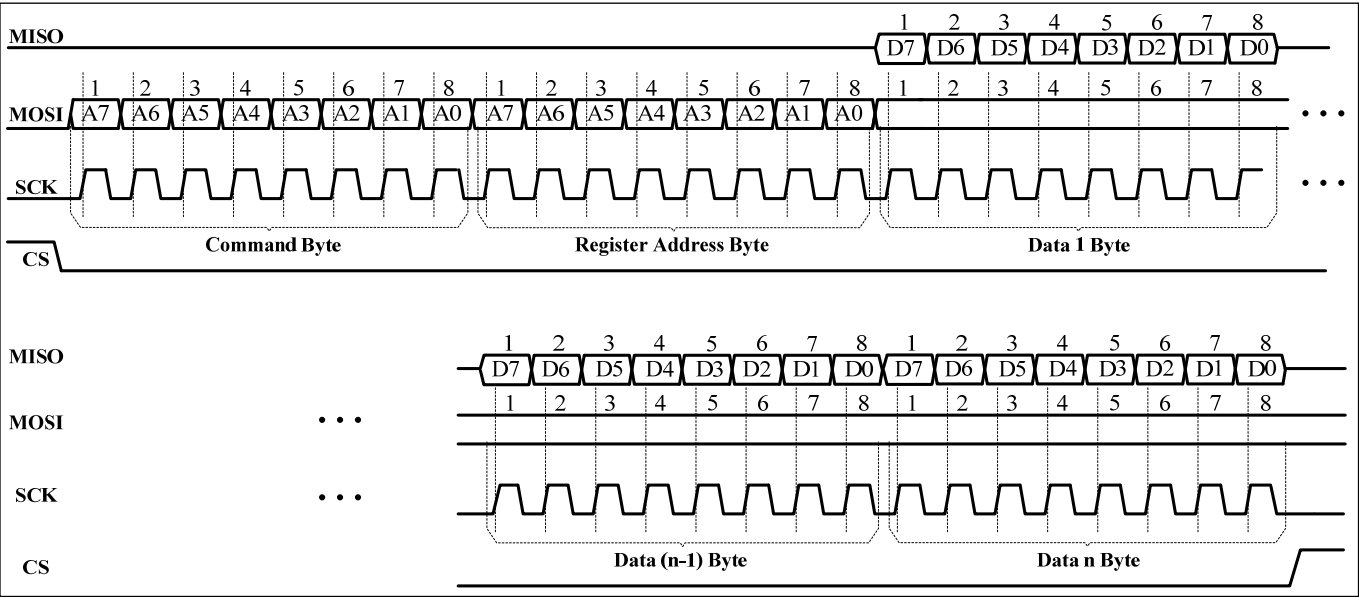 1 2 3 4 5 6 7 8
MISO
D7 D6 D5 D4 D3 D2 D1 D0
1 2 3 4 5 6 7 8 1 2 3 4 5 6 7 8 1 2 3 4 5 6 7 8
MOSI A7 A6 A5 A4 A3 A2 A1 A0 A7 A6 A5 A4 A3 A2 A1 A0 • • •
SCK • • •
Command Byte Register Address Byte Data 1 Byte
CS
1 2 3 4 5 6 7 8 1 2 3 4 5 6 7 8
MISO D7 D6 D5 D4 D3 D2 D1 D0 D7 D6 D5 D4 D3 D2 D1 D0
1 2 3 4 5 6 7 8 1 2 3 4 5 6 7 8
MOSI • • •
SCK • • •
Data (n-1) Byte Data n Byte
CS